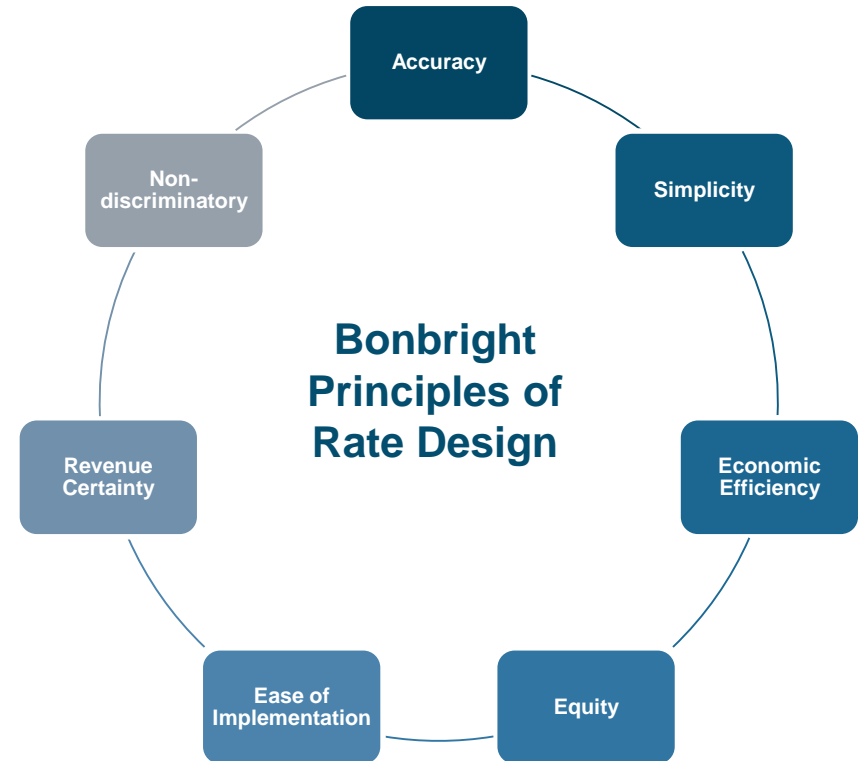 Bonbright
Principles of
Rate Design
Accuracy
Simplicity
Economic
Efficiency
Equity
Ease of
Implementation
Revenue
Certainty
Non-
discriminatory